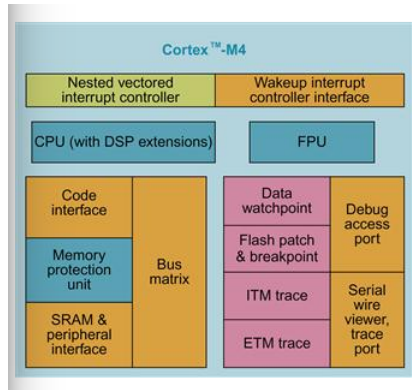 Cortex™-M4
Nested vectored
interrupt controller
Wakeup interrupt
controller interface
CPU (with DSP extensions)
FPU
Code
interface
Memory
protection
unit
SRAM &
peripheral
interface
Bus
matrix
Data
watchpoint
Flash patch
& breakpoint
ITM trace
ETM trace
Debug
access
port
Serial
wire
viewer,
trace
port